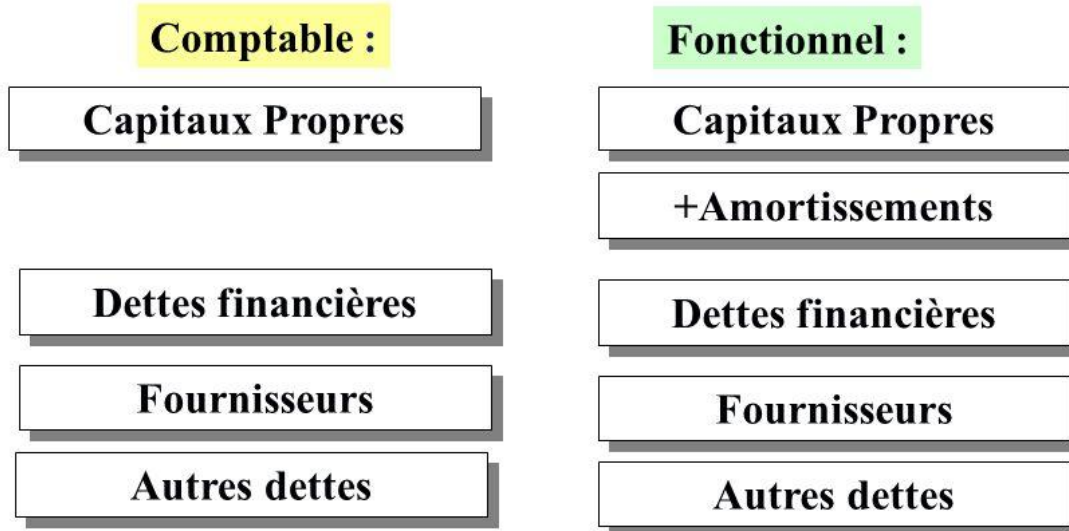 Comptable :
Capitaux Propres
Dettes financières
Fournisseurs
Autres dettes
Fonctionnel :
Capitaux Propres
+Amortissements
Dettes financières
Fournisseurs
Autres dettes